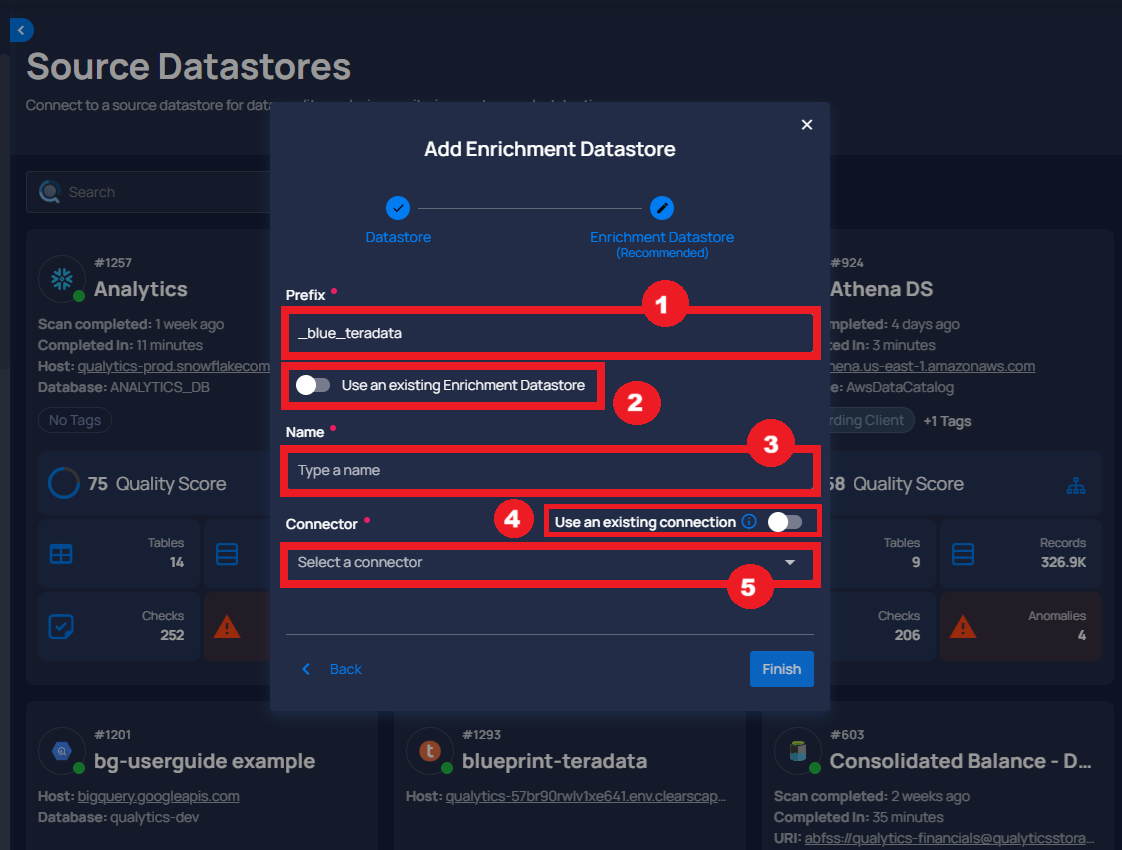 Source Datastores
Connect to a source datastore for data
Search
Add Enrichment Datastore
Datastore
Enrichment Datastore
(Recommended)
Prefix *
1
_blue_teradata
Use an existing Enrichment Datastore
2
Name *
3
Type a name
Connector *
4
Use an existing connection
Select a connector
5
Back
Finish
#1257
Analytics
Scan completed: 1 week ago
Completed In: 11 minutes
Host: qualytics-prod.snowflakecom
Database: ANALYTICS_DB
No Tags
75 Quality Score
Tables
14
Checks
252
#924
Athena DS
4 days ago
3 minutes
us-east-1.amazonaws.com
AwsDataCatalog
Client
+1 Tags
Quality Score
Tables
9
Records
326.9K
Checks
206
Anomalies
4
#1201
bg-userguide example
Host: bigquery.googleapis.com
Database: qualytics-dev
#1293
blueprint-teradata
Host: qualytics-57br90rwlv1xe641.env.clearscap...
#603
Consolidated Balance - D...
Scan completed: 2 weeks ago
Completed In: 35 minutes
URI: abfss://qualytics-financials@qualyticsstora...